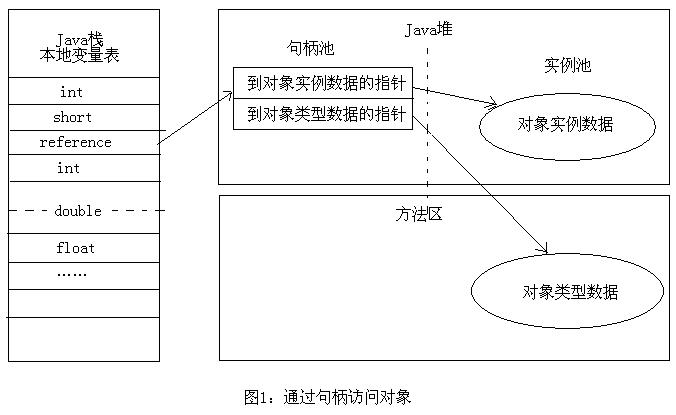 Java栈
本地变量表
int
short
reference
int
double
float
……
Java堆
句柄池
到对象实例数据的指针
到对象类型数据的指针
实例池
对象实例数据
方法区
对象类型数据
图1：通过句柄访问对象